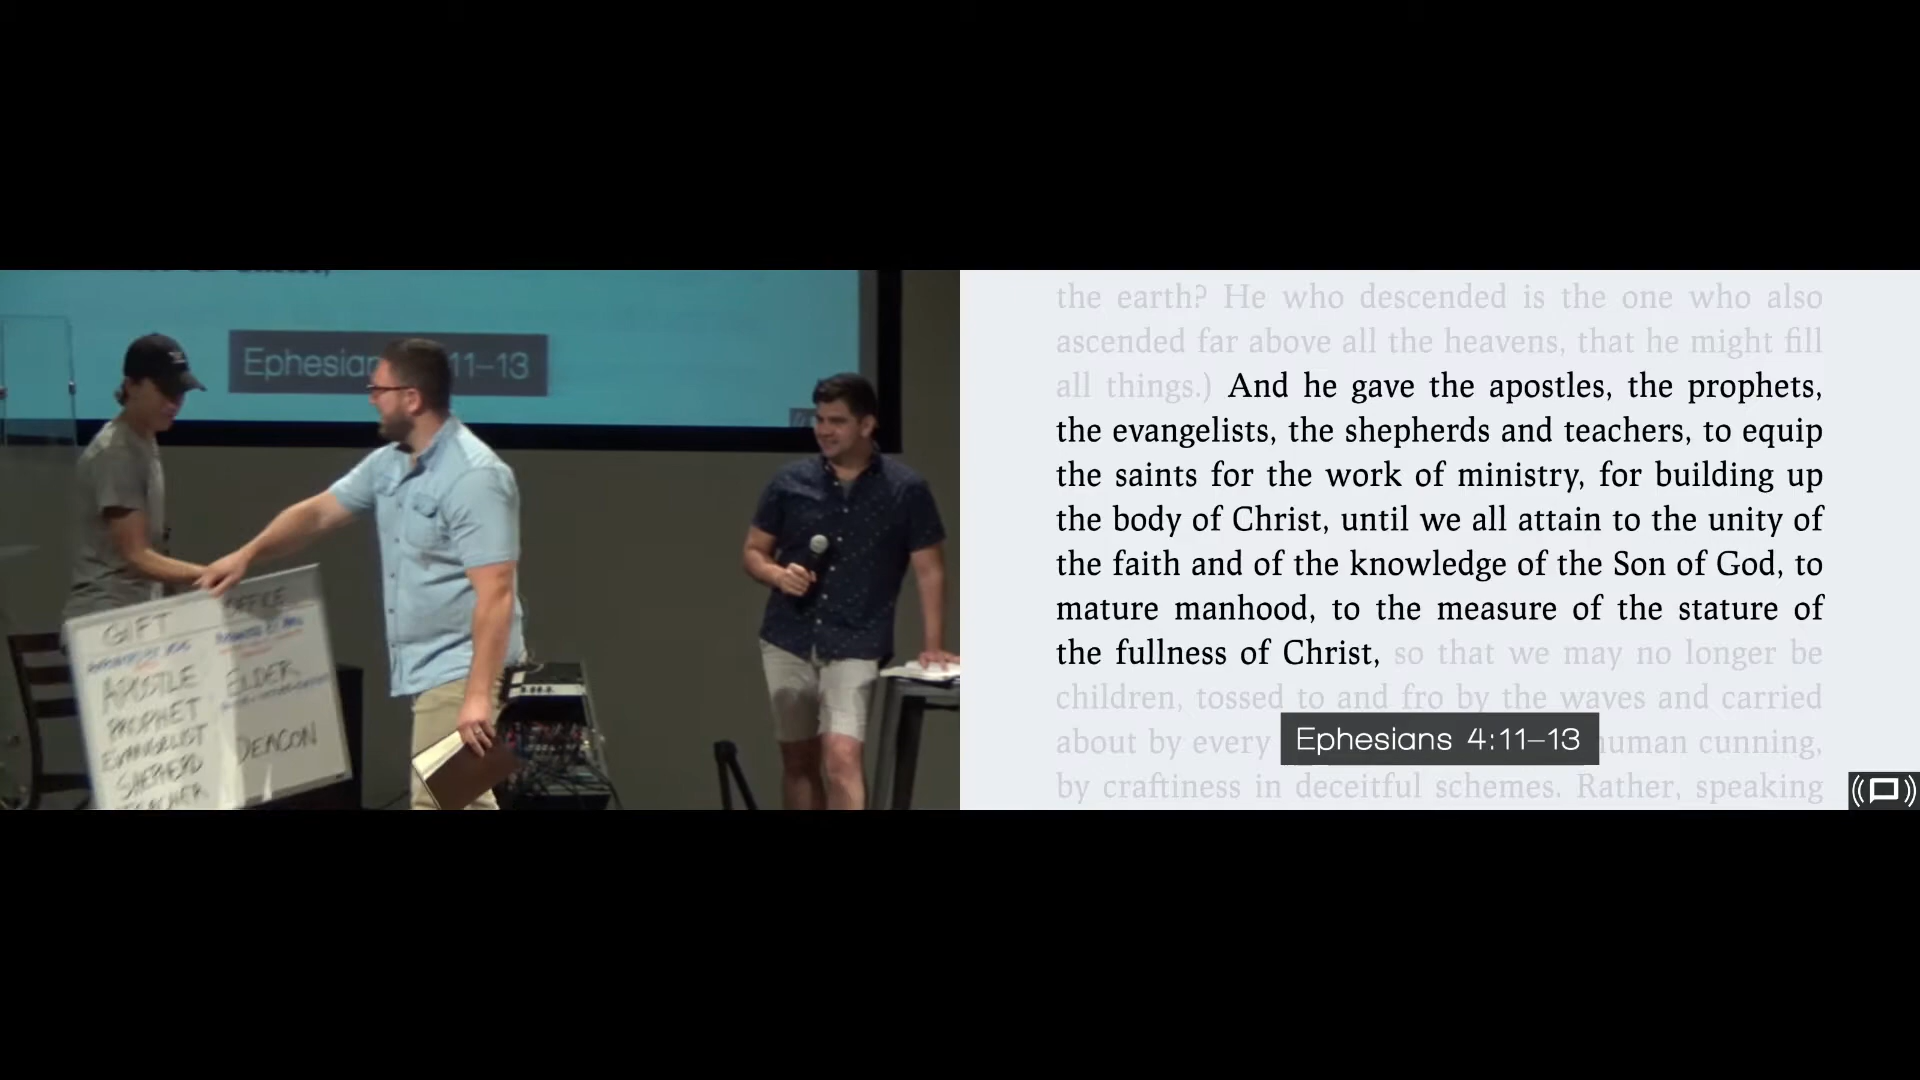 Ephesian
11–13
GIFT
OFFICE
APOSTLE
ELDER
PROPHET
EVANGELIST
DEACON
SHEPHERD
TEACHER
the earth? He who descended is the one who also
ascended far above all the heavens, that he might fill
all things.) And he gave the apostles, the prophets,
the evangelists, the shepherds and teachers, to equip
the saints for the work of ministry, for building up
the body of Christ, until we all attain to the unity of
the faith and of the knowledge of the Son of God, to
mature manhood, to the measure of the stature of
the fullness of Christ, so that we may no longer be
children, tossed to and fro by the waves and carried
about by every human cunning,
Ephesians 4:11–13
by craftiness in deceitful schemes. Rather, speaking